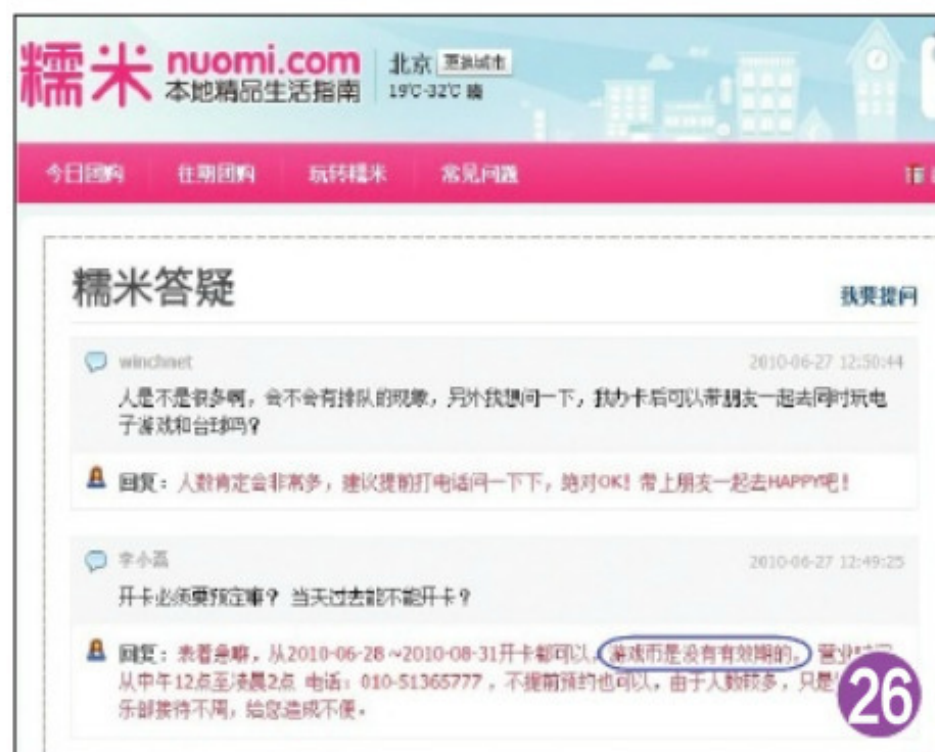 糯米 nuomi.com
本地精品生活指南
北京 更换城市
19℃-32℃ 晴
今日团购 往期团购 玩转糯米 常见问题
糯米答疑
我要提问
winchnet 2010-06-27 12:50:44
人是不是很多啊，会不会有排队的现象，另外我想问一下，我办卡后可以带朋友一起去同时玩电
子游戏和台球吗？
回复：人数肯定会非常多，建议提前打电话问一下下，绝对OK！带上朋友一起去HAPPY吧！
李小磊 2010-06-27 12:49:25
开卡必须要预定嘛？ 当天过去能不能开卡？
回复：表着急嘛，从2010-06-28~2010-08-31开卡都可以，游戏币是没有有效期的， 营业时间
从中午12点至凌晨2点 电话：010-51365777 ，不提前预约也可以，由于人数较多，只是
乐部接待不周，给您造成不便。
26